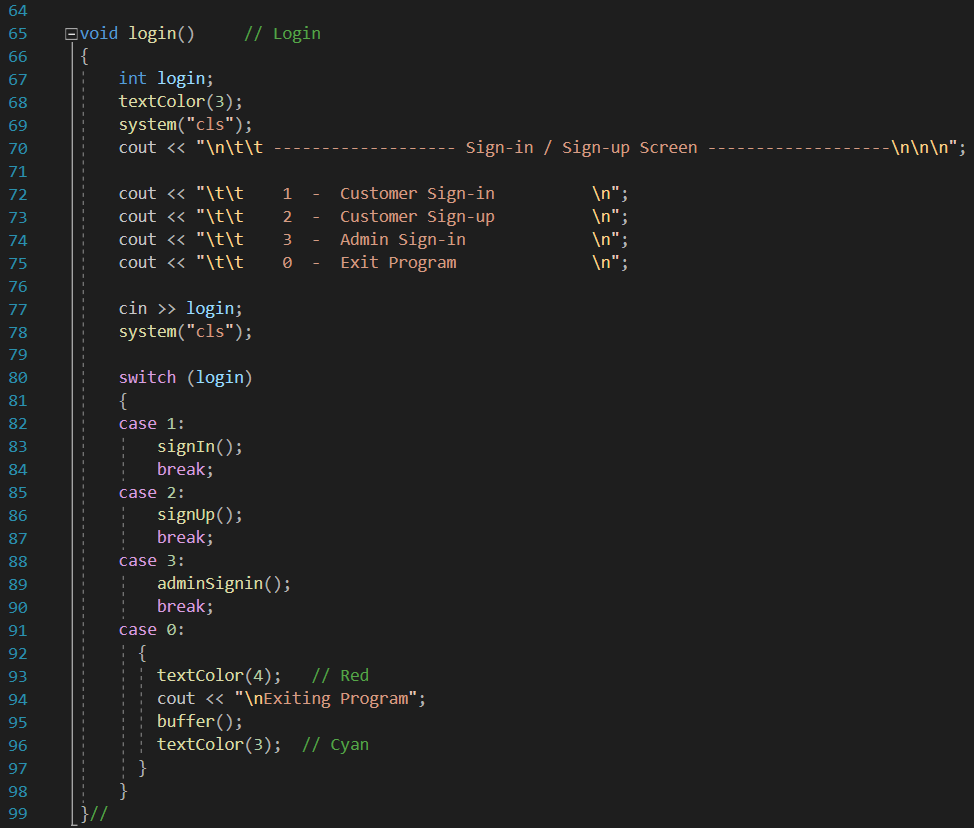 64
65 void login()     // Login
66 {
67     int login;
68     textColor(3);
69     system("cls");
70     cout << "\n\t\t ------------------- Sign-in / Sign-up Screen -------------------\n\n\n";
71
72     cout << "\t\t    1  -  Customer Sign-in          \n";
73     cout << "\t\t    2  -  Customer Sign-up          \n";
74     cout << "\t\t    3  -  Admin Sign-in             \n";
75     cout << "\t\t    0  -  Exit Program              \n";
76
77     cin >> login;
78     system("cls");
79
80     switch (login)
81     {
82     case 1:
83         signIn();
84         break;
85     case 2:
86         signUp();
87         break;
88     case 3:
89         adminSignin();
90         break;
91     case 0:
92       {
93         textColor(4);   // Red
94         cout << "\nExiting Program";
95         buffer();
96         textColor(3);  // Cyan
97       }
98     }
99 }//